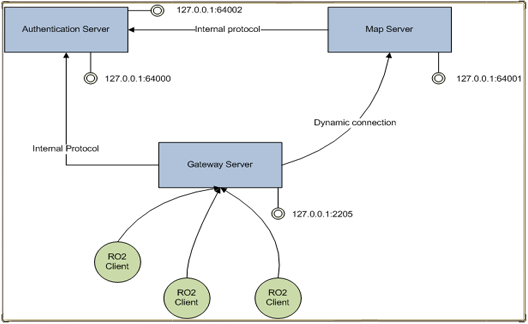 127.0.0.1:64002
Authentication Server
Internal protocol
Map Server
127.0.0.1:64000
127.0.0.1:64001
Dynamic connection
Internal Protocol
Gateway Server
127.0.0.1:2205
RO2
Client
RO2
Client
RO2
Client